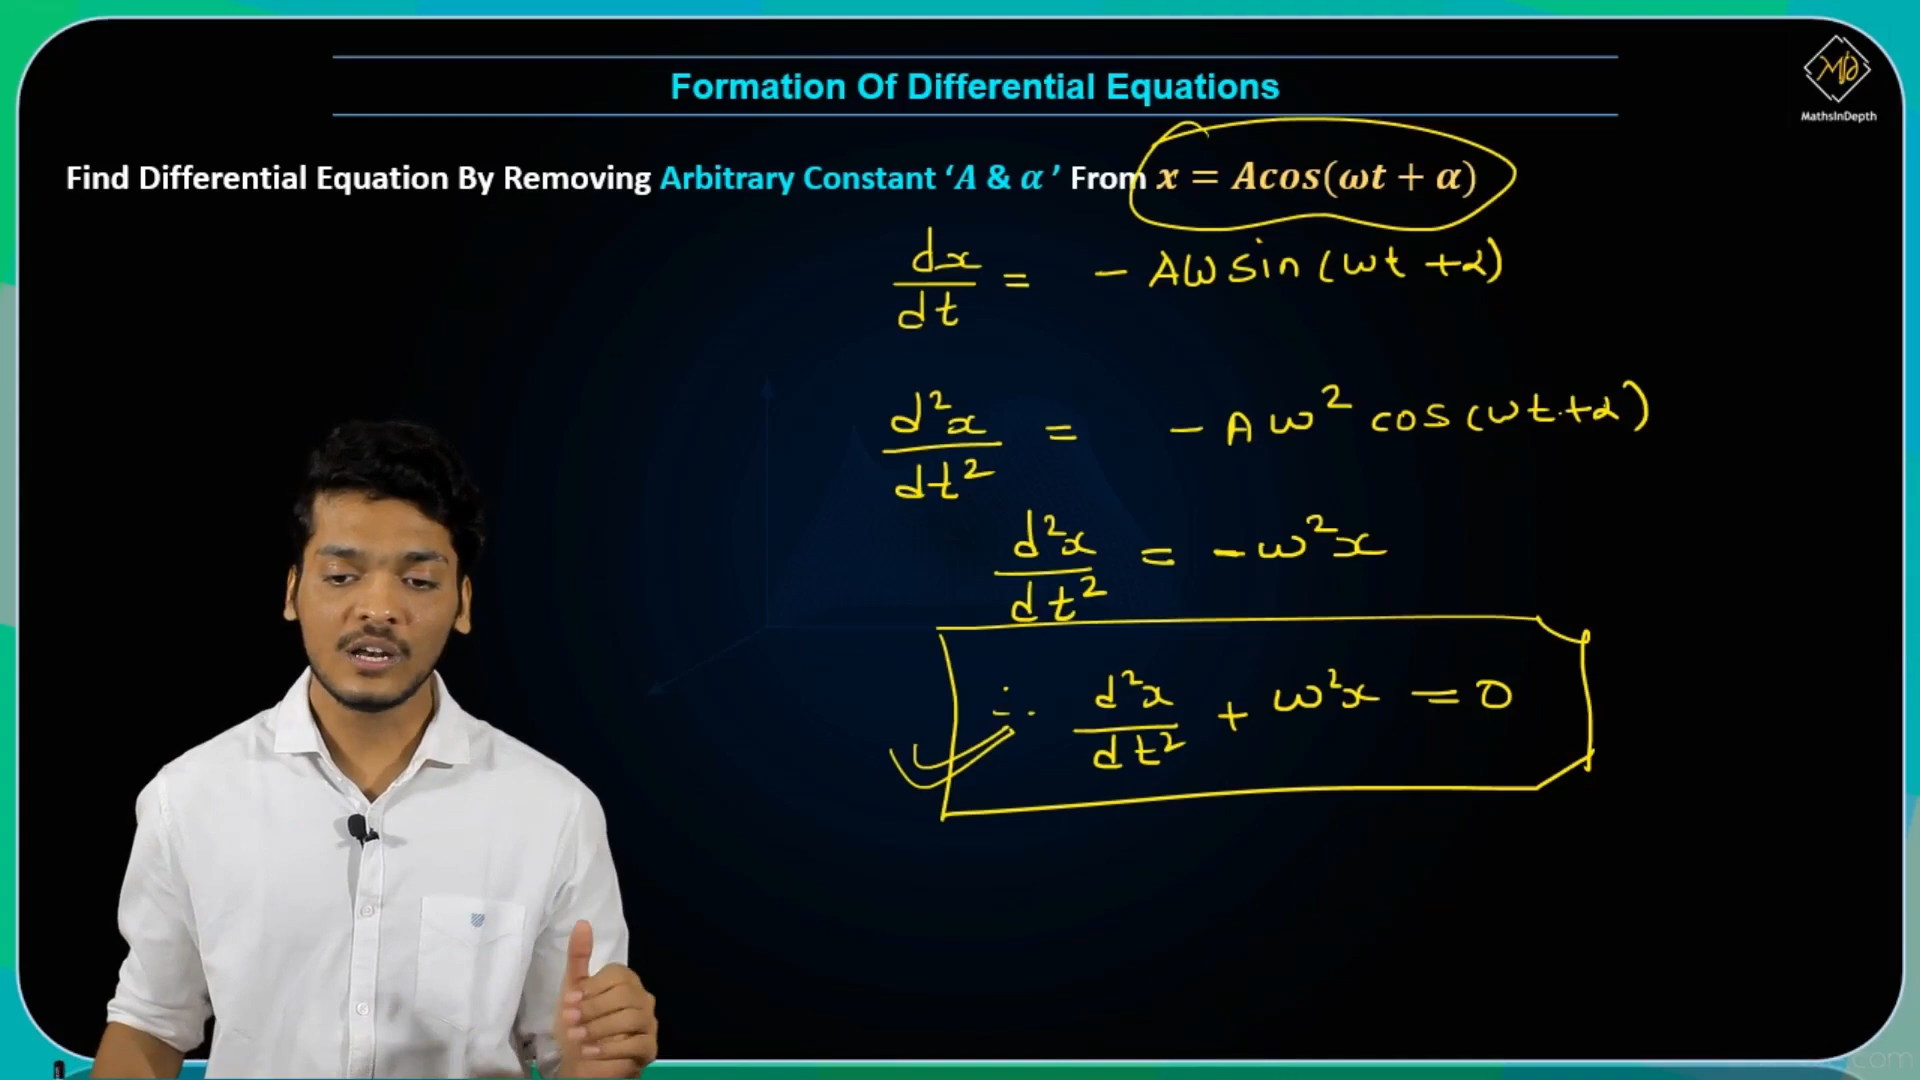 Formation Of Differential Equations
MathsInDepth
Find Differential Equation By Removing Arbitrary Constant ‘A & α ’ From x = Acos(ωt + α)
dx/dt = - Aω sin (ωt + α)
d²x/dt² = - A ω² cos (ωt + α)
d²x/dt² = - ω²x
∴ d²x/dt² + ω²x = 0